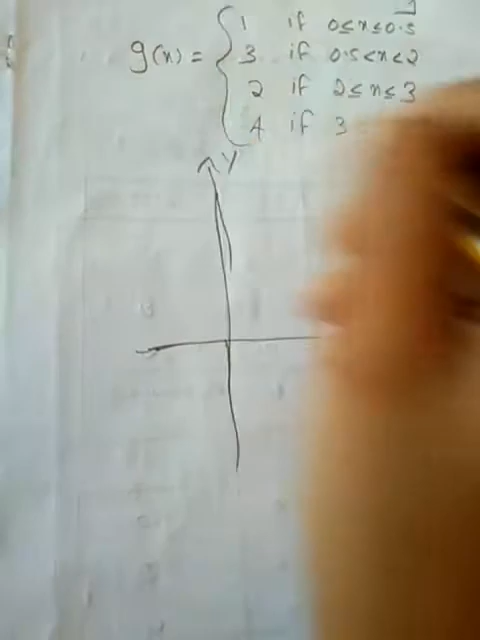 1 if 0≤x≤0.5
g(x) = 3 if 0.5<x<2
2 if 2≤x≤3
4 if 3
Y